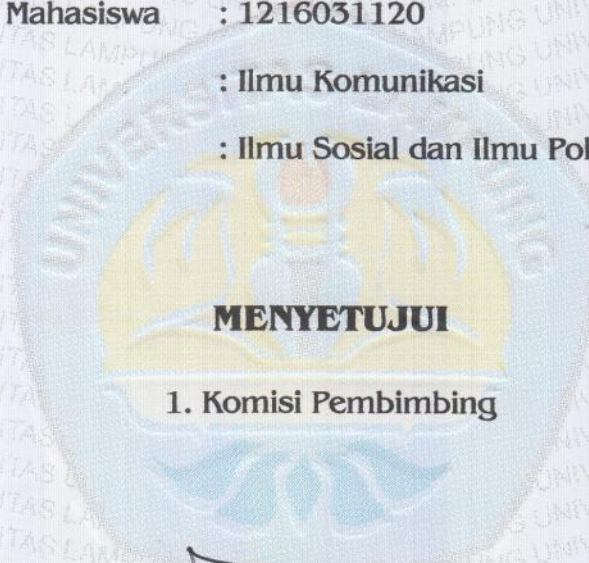 Mahasiswa : 1216031120
: Ilmu Komunikasi
: Ilmu Sosial dan Ilmu Pol
MENYETUJUI
1. Komisi Pembimbing